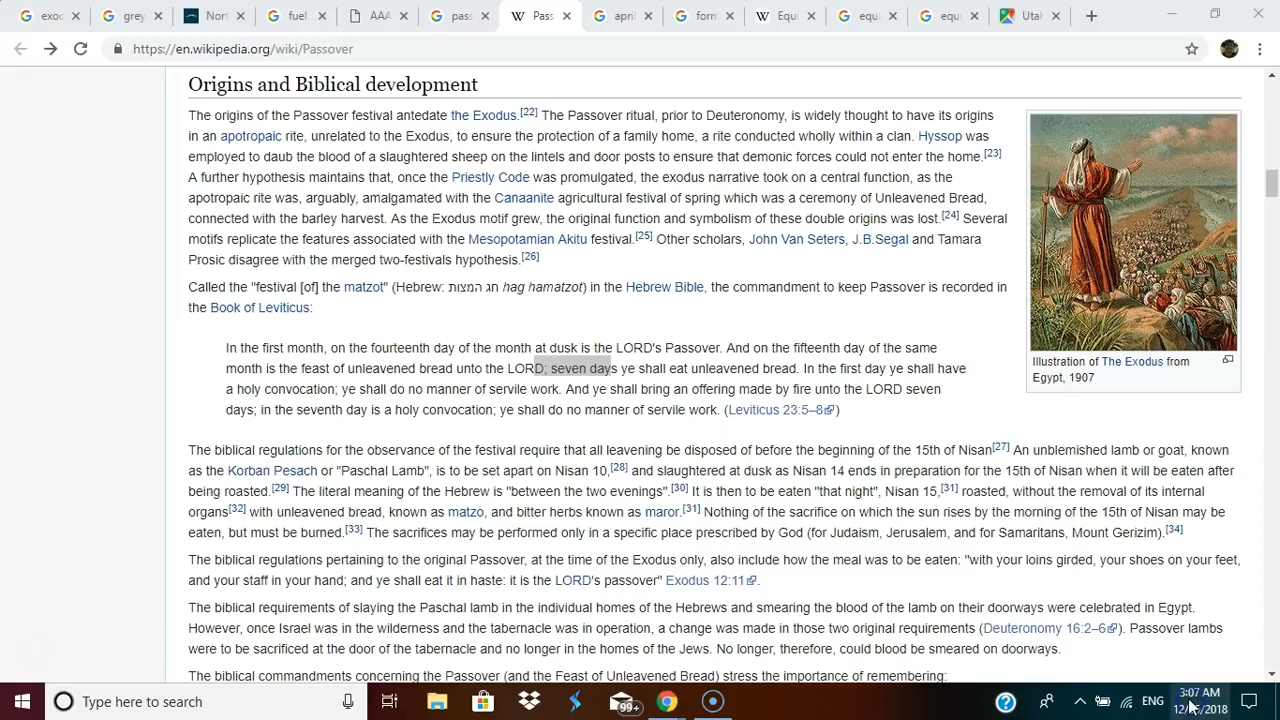 exoc
grey
Norl
fuel
AAA
pass
Pass
april
form
Equi
equi
equi
Utal
https://en.wikipedia.org/wiki/Passover
Origins and Biblical development
The origins of the Passover festival antedate the Exodus.[22] The Passover ritual, prior to Deuteronomy, is widely thought to have its origins
in an apotropaic rite, unrelated to the Exodus, to ensure the protection of a family home, a rite conducted wholly within a clan. Hyssop was
employed to daub the blood of a slaughtered sheep on the lintels and door posts to ensure that demonic forces could not enter the home.[23]
A further hypothesis maintains that, once the Priestly Code was promulgated, the exodus narrative took on a central function, as the
apotropaic rite was, arguably, amalgamated with the Canaanite agricultural festival of spring which was a ceremony of Unleavened Bread,
connected with the barley harvest. As the Exodus motif grew, the original function and symbolism of these double origins was lost.[24] Several
motifs replicate the features associated with the Mesopotamian Akitu festival.[25] Other scholars, John Van Seters, J.B.Segal and Tamara
Prosic disagree with the merged two-festivals hypothesis.[26]
Illustration of The Exodus from
Egypt, 1907
Called the "festival [of] the matzot" (Hebrew: חג המצות hag hamatzot) in the Hebrew Bible, the commandment to keep Passover is recorded in
the Book of Leviticus:
In the first month, on the fourteenth day of the month at dusk is the LORD's Passover. And on the fifteenth day of the same
month is the feast of unleavened bread unto the LORD; seven days ye shall eat unleavened bread. In the first day ye shall have
a holy convocation; ye shall do no manner of servile work. And ye shall bring an offering made by fire unto the LORD seven
days; in the seventh day is a holy convocation; ye shall do no manner of servile work. (Leviticus 23:5–8)
The biblical regulations for the observance of the festival require that all leavening be disposed of before the beginning of the 15th of Nisan[27] An unblemished lamb or goat, known
as the Korban Pesach or "Paschal Lamb", is to be set apart on Nisan 10,[28] and slaughtered at dusk as Nisan 14 ends in preparation for the 15th of Nisan when it will be eaten after
being roasted.[29] The literal meaning of the Hebrew is "between the two evenings".[30] It is then to be eaten "that night", Nisan 15,[31] roasted, without the removal of its internal
organs[32] with unleavened bread, known as matzo, and bitter herbs known as maror.[31] Nothing of the sacrifice on which the sun rises by the morning of the 15th of Nisan may be
eaten, but must be burned.[33] The sacrifices may be performed only in a specific place prescribed by God (for Judaism, Jerusalem, and for Samaritans, Mount Gerizim).[34]
The biblical regulations pertaining to the original Passover, at the time of the Exodus only, also include how the meal was to be eaten: "with your loins girded, your shoes on your feet,
and your staff in your hand; and ye shall eat it in haste: it is the LORD's passover" Exodus 12:11.
The biblical requirements of slaying the Paschal lamb in the individual homes of the Hebrews and smearing the blood of the lamb on their doorways were celebrated in Egypt.
However, once Israel was in the wilderness and the tabernacle was in operation, a change was made in those two original requirements (Deuteronomy 16:2–6). Passover lambs
were to be sacrificed at the door of the tabernacle and no longer in the homes of the Jews. No longer, therefore, could blood be smeared on doorways.
The biblical commandments concerning the Passover (and the Feast of Unleavened Bread) stress the importance of remembering:
Type here to search
99+
ENG
3:07 AM